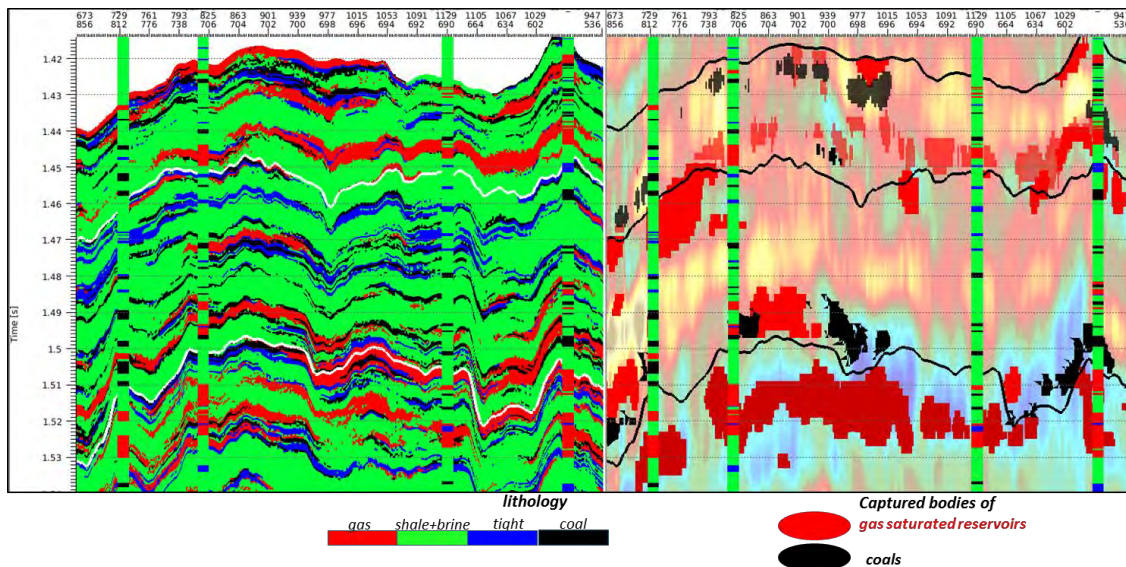 673 729 761 793 825 863 901 939 977 1015 1053 1091 1129 1105 1067 1029 947
856 812 776 740 706 704 702 700 698 696 694 692 690 664 634 602 536
673 729 761 793 825 863 901 939 977 1015 1053 1091 1129 1105 1067 1029 947
856 812 776 738 706 704 702 700 698 696 694 692 690 664 634 602 536
1.42
1.43
1.44
1.45
1.46
1.47
1.48
1.49
1.5
1.51
1.52
1.53
Time [s]
lithology
gas shale+brine tight coal
Captured bodies of
gas saturated reservoirs
coals